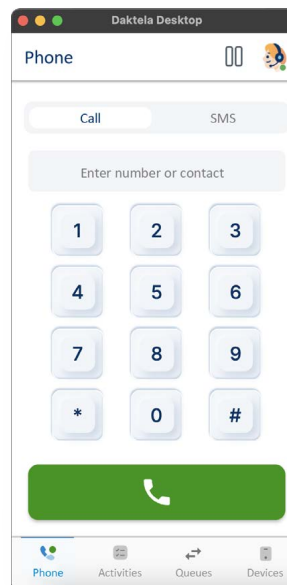 Daktela Desktop
Phone
Call SMS
Enter number or contact
1 2 3
4 5 6
7 8 9
* 0 #
Phone Activities Queues Devices